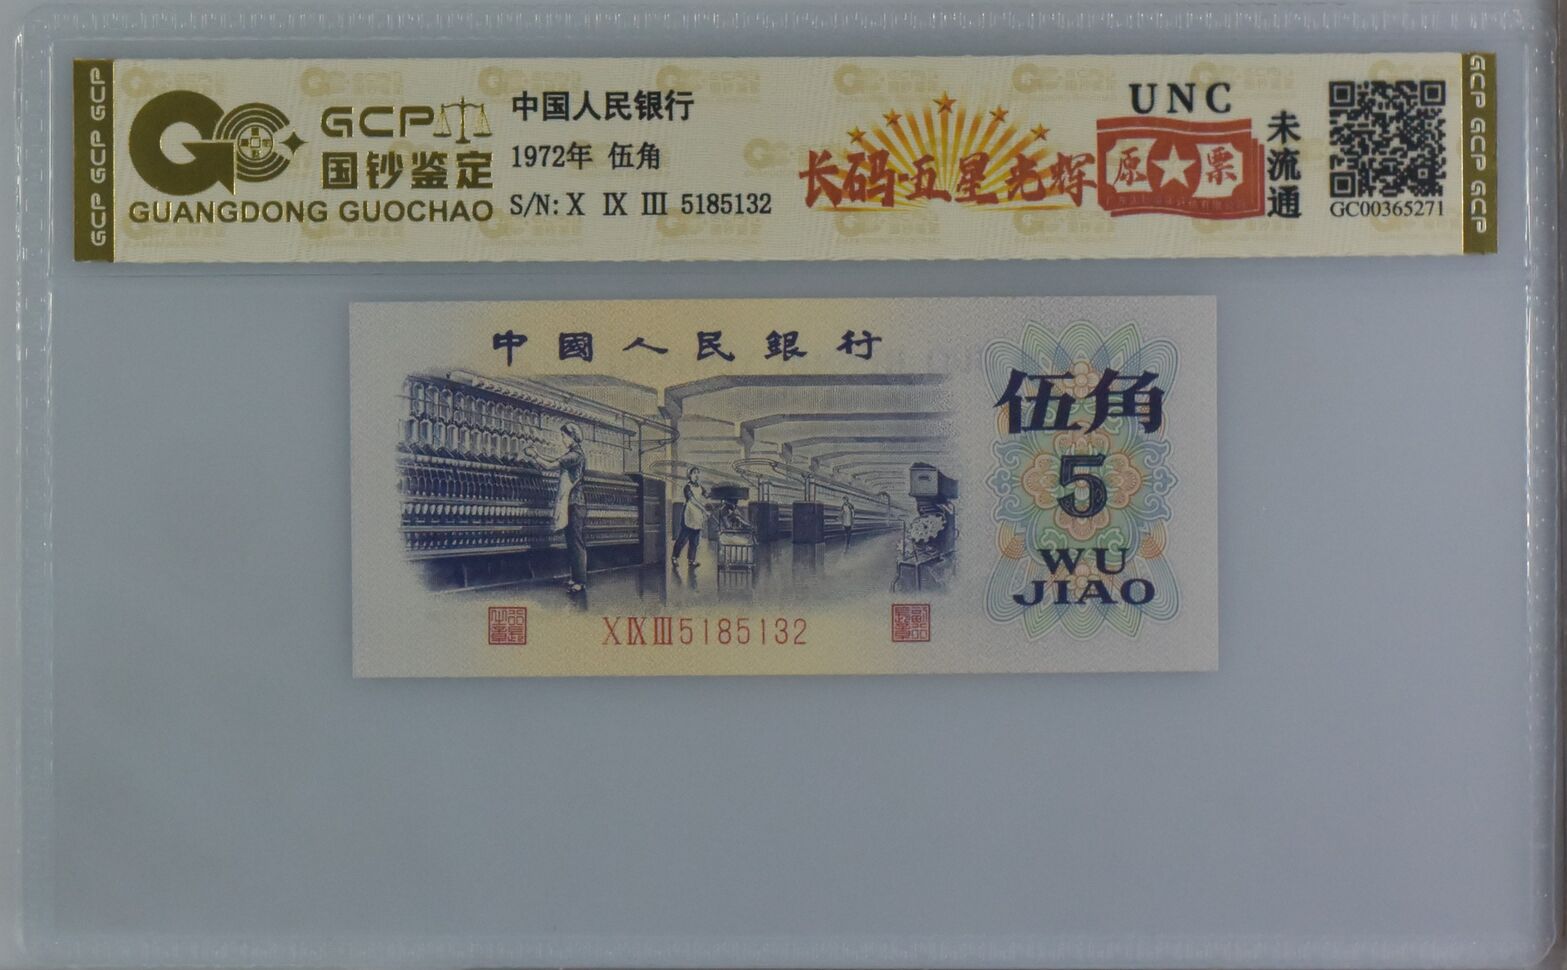 GCP GCP GCP
GCP
国钞鉴定
GUANGDONG GUOCHAO
中国人民银行
1972年 伍角
S/N: X IX III 5185132
长码五星光辉
UNC
原★票
未流通
GC00365271
GCP GCP GCP
中國人民銀行
伍角
5
WU
JIAO
X IX III 5185132